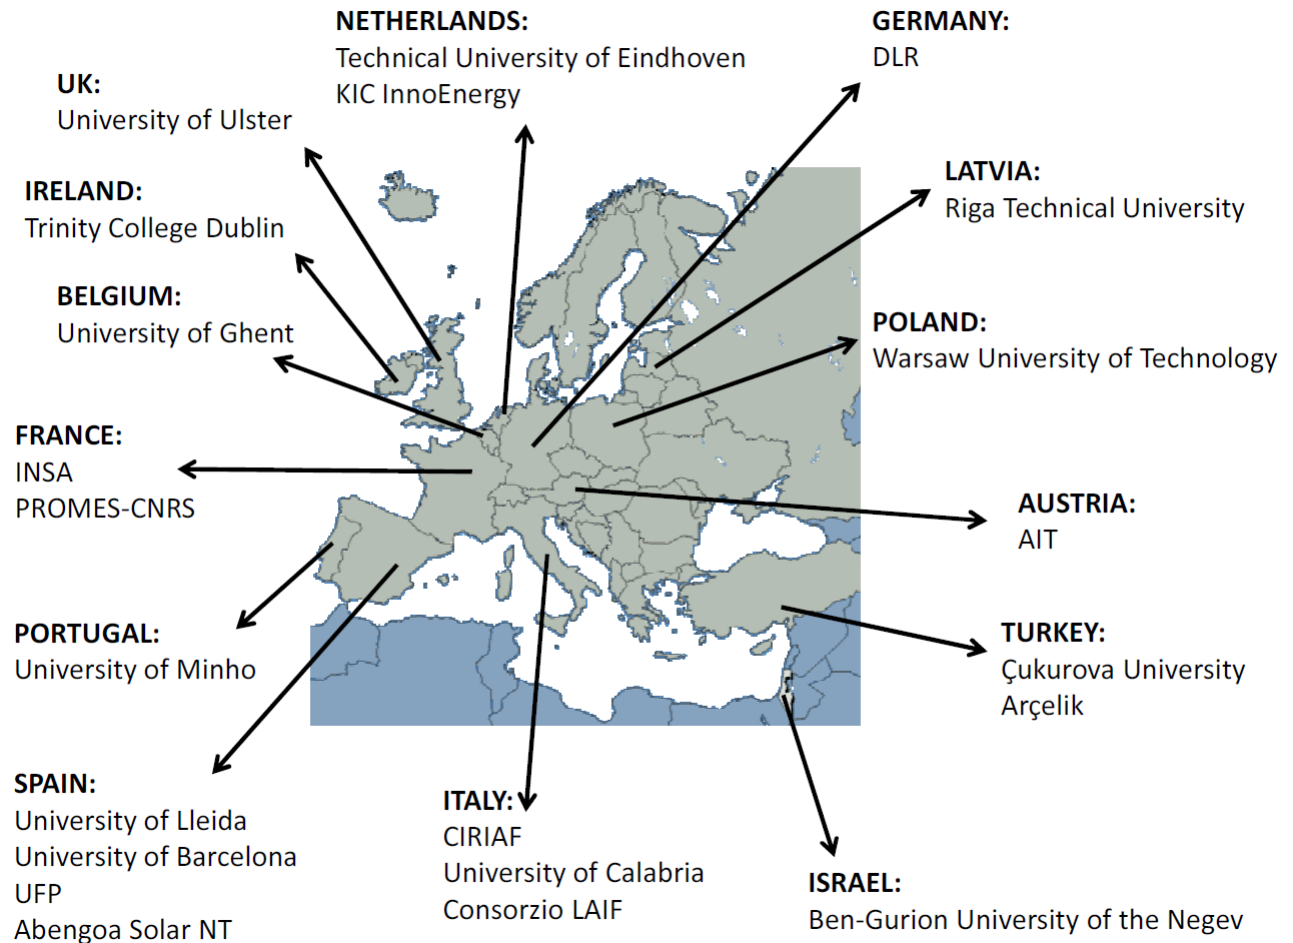 NETHERLANDS:
Technical University of Eindhoven
KIC InnoEnergy
GERMANY:
DLR
UK:
University of Ulster
LATVIA:
Riga Technical University
IRELAND:
Trinity College Dublin
BELGIUM:
University of Ghent
POLAND:
Warsaw University of Technology
FRANCE:
INSA
PROMES-CNRS
AUSTRIA:
AIT
PORTUGAL:
University of Minho
TURKEY:
Çukurova University
Arçelik
SPAIN:
University of Lleida
University of Barcelona
UFP
Abengoa Solar NT
ITALY:
CIRIAF
University of Calabria
Consorzio LAIF
ISRAEL:
Ben-Gurion University of the Negev